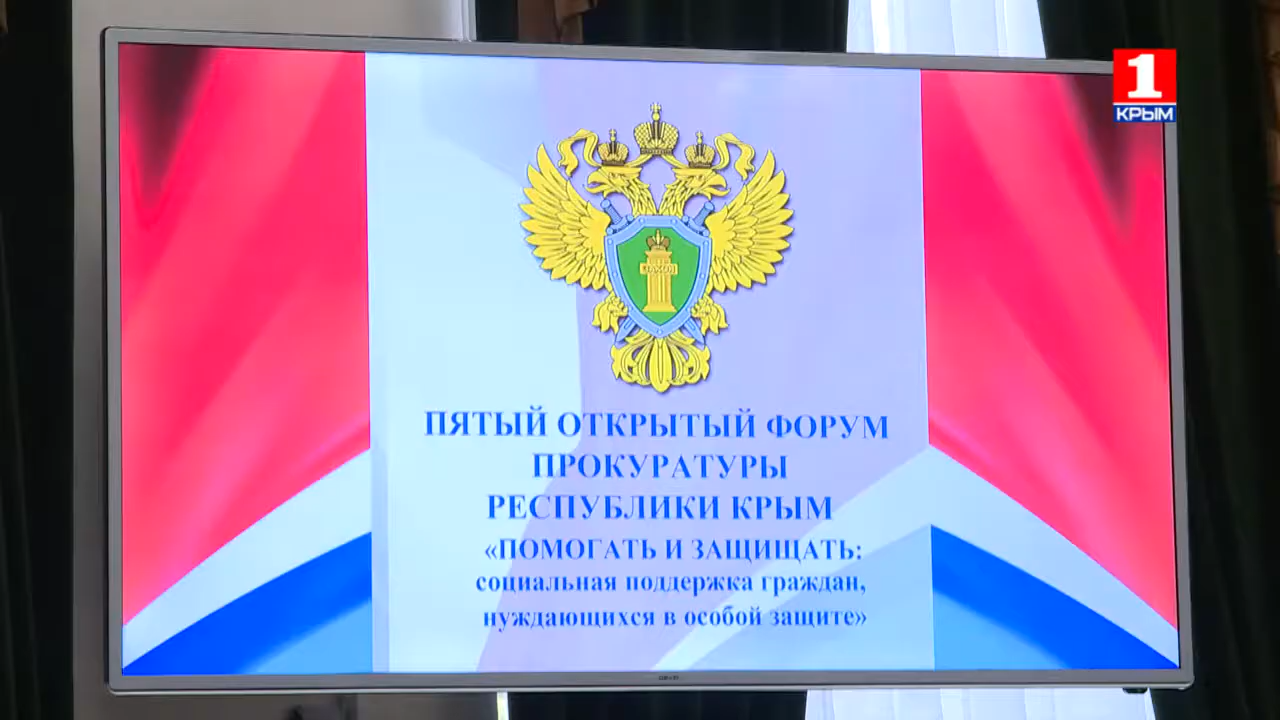 1
КРЫМ
ЗАКОН
ПЯТЫЙ ОТКРЫТЫЙ ФОРУМ
ПРОКУРАТУРЫ
РЕСПУБЛИКИ КРЫМ
«ПОМОГАТЬ И ЗАЩИЩАТЬ:
социальная поддержка граждан,
нуждающихся в особой защите»